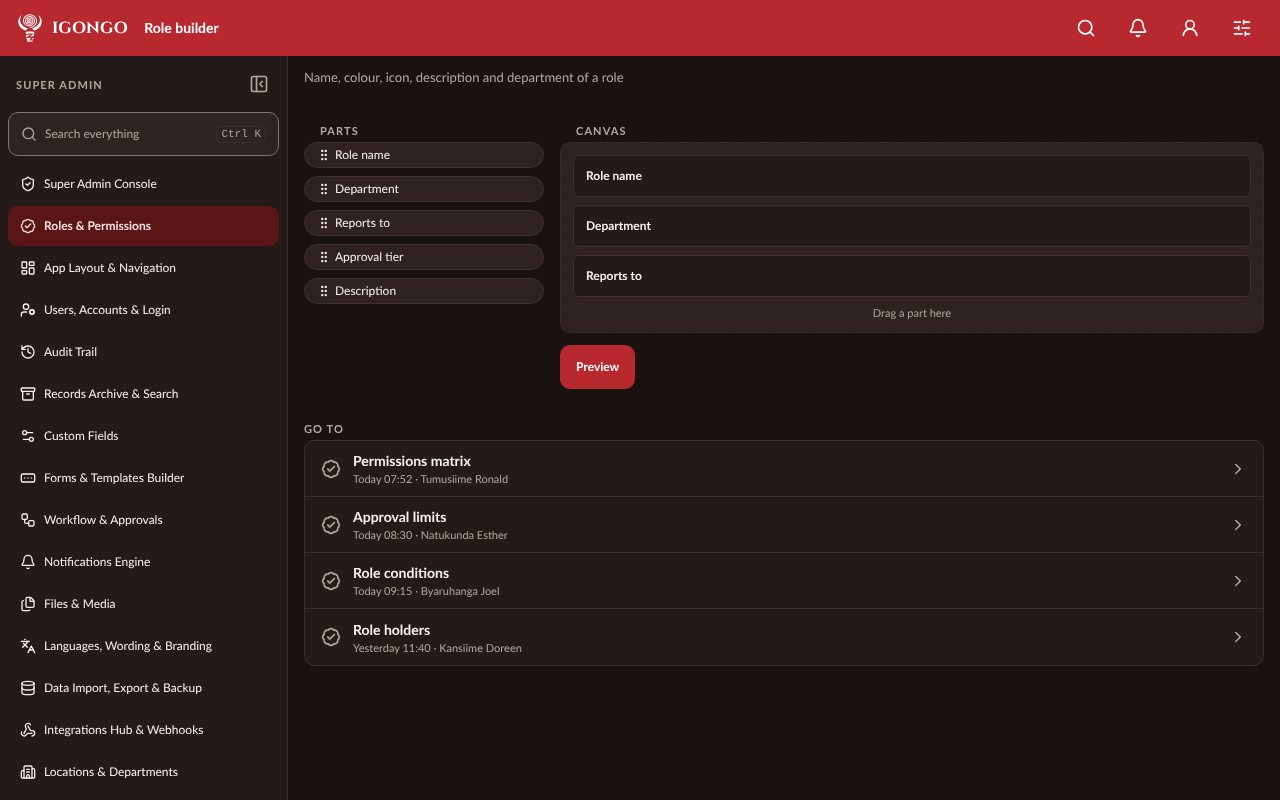 IGONGO
Role builder
SUPER ADMIN
Search everything
Ctrl K
Super Admin Console
Roles & Permissions
App Layout & Navigation
Users, Accounts & Login
Audit Trail
Records Archive & Search
Custom Fields
Forms & Templates Builder
Workflow & Approvals
Notifications Engine
Files & Media
Languages, Wording & Branding
Data Import, Export & Backup
Integrations Hub & Webhooks
Locations & Departments
Name, colour, icon, description and department of a role
PARTS
Role name
Department
Reports to
Approval tier
Description
CANVAS
Role name
Department
Reports to
Drag a part here
Preview
GO TO
Permissions matrix
Today 07:52 · Tumusiime Ronald
Approval limits
Today 08:30 · Natukunda Esther
Role conditions
Today 09:15 · Byaruhanga Joel
Role holders
Yesterday 11:40 · Kansiime Doreen